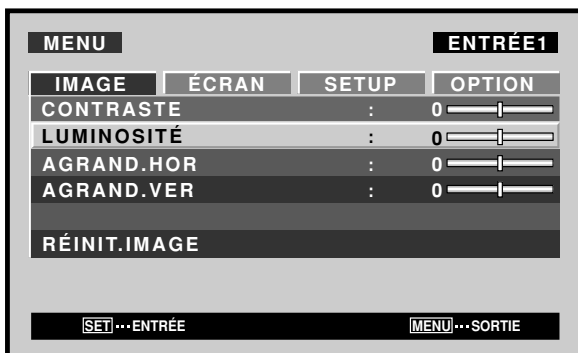 MENU ENTRÉE1
IMAGE ÉCRAN SETUP OPTION
CONTRASTE : 0
LUMINOSITÉ : 0
AGRAND.HOR : 0
AGRAND.VER : 0
RÉINIT.IMAGE
SET···ENTRÉE MENU···SORTIE